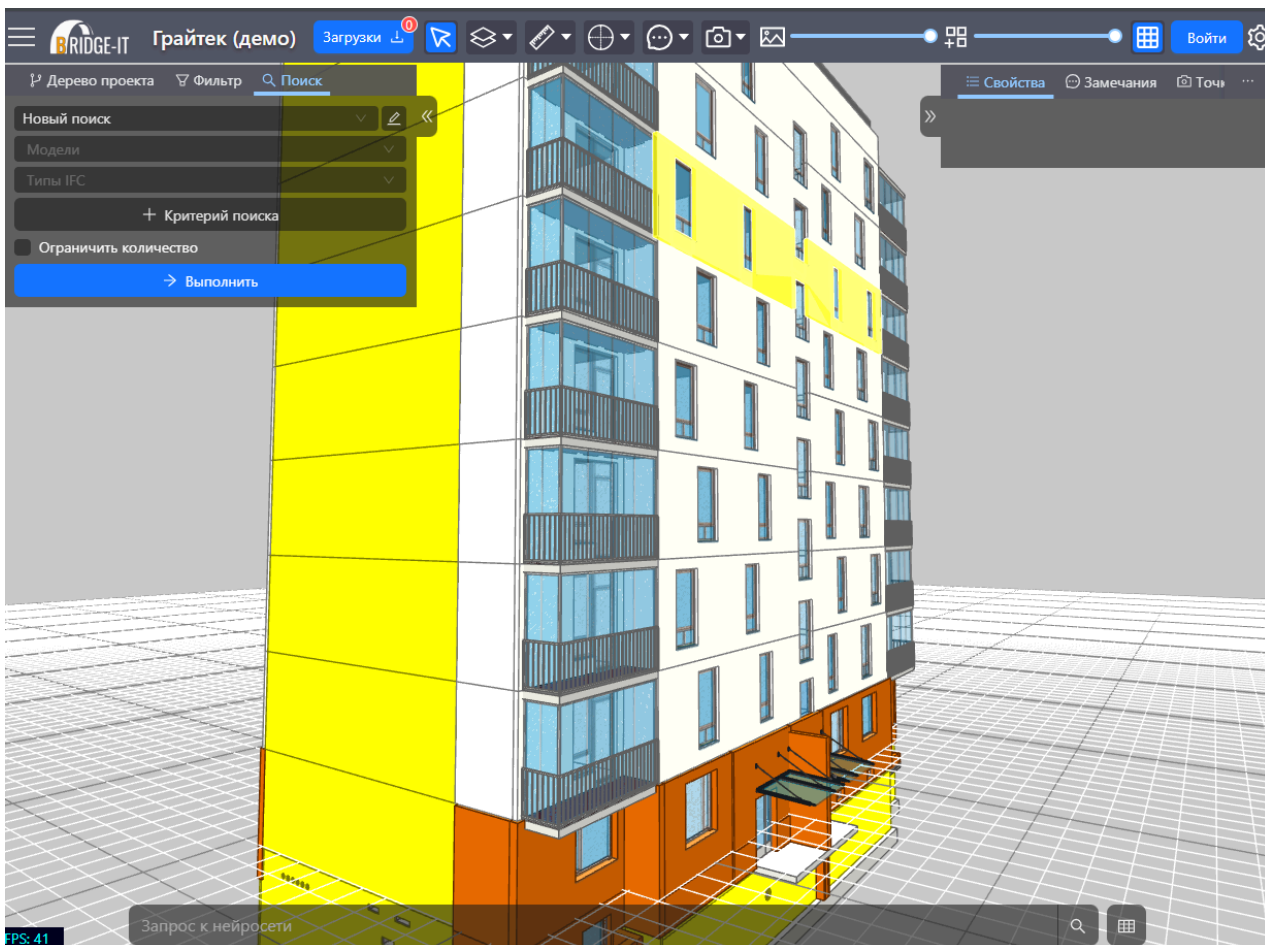 BRIDGE-IT Грайтек (демо) Загрузки 0 Войти
Дерево проекта Фильтр Поиск
Свойства Замечания Точк ...
Новый поиск
Модели
Типы IFC
+ Критерий поиска
Ограничить количество
→ Выполнить
Запрос к нейросети
FPS: 41